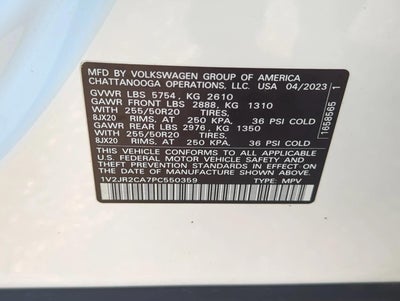 MFD BY VOLKSWAGEN GROUP OF AMERICA
CHATTANOOGA OPERATIONS, LLC. USA 04/2023
GVWR LBS 5754, KG 2610
GAWR FRONT LBS 2888, KG 1310
WITH 255/50R20 TIRES,
8JX20 RIMS. AT 250 KPA. 36 PSI COLD
GAWR REAR LBS 2976, KG 1350
WITH 255/50R20 TIRES,
8JX20 RIMS. AT 250 KPA. 36 PSI COLD
THIS VEHICLE CONFORMS TO ALL APPLICABLE
U.S. FEDERAL MOTOR VEHICLE SAFETY AND
THEFT PREVENTION STANDARDS IN EFFECT ON
THE DATE OF MANUFACTURE SHOWN ABOVE.
1V2JR2CA7PC550359 TYPE: MPV
1658565 1